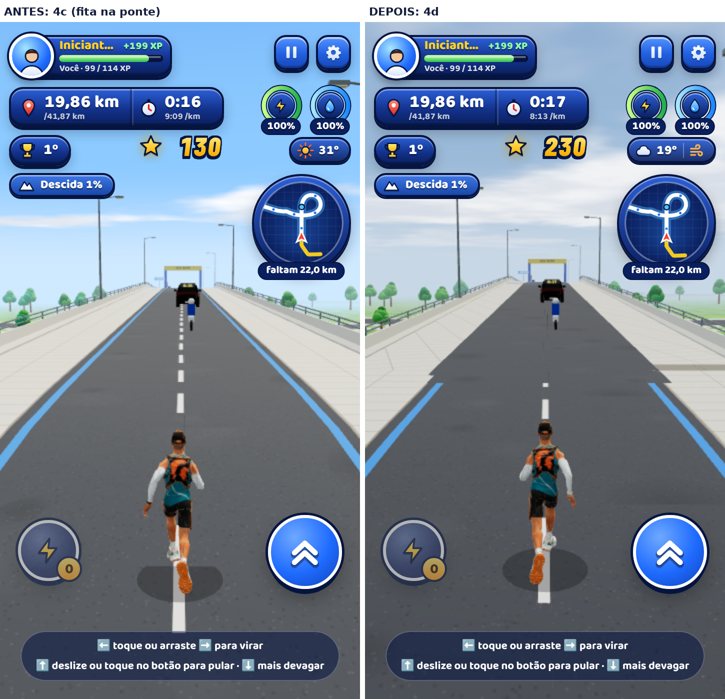 ANTES: 4c (fita na ponte)
Iniciant... +199 XP
Você · 99 / 114 XP
19,86 km
/41,87 km
0:16
9:09 /km
100%
100%
1°
130
31°
Descida 1%
faltam 22,0 km
0
⬅ toque ou arraste ➡ para virar
⬆ deslize ou toque no botão para pular · ⬇ mais devagar
DEPOIS: 4d
Iniciant... +199 XP
Você · 99 / 114 XP
19,86 km
/41,87 km
0:17
8:13 /km
100%
100%
1°
230
19°
Descida 1%
faltam 22,0 km
0
⬅ toque ou arraste ➡ para virar
⬆ deslize ou toque no botão para pular · ⬇ mais devagar